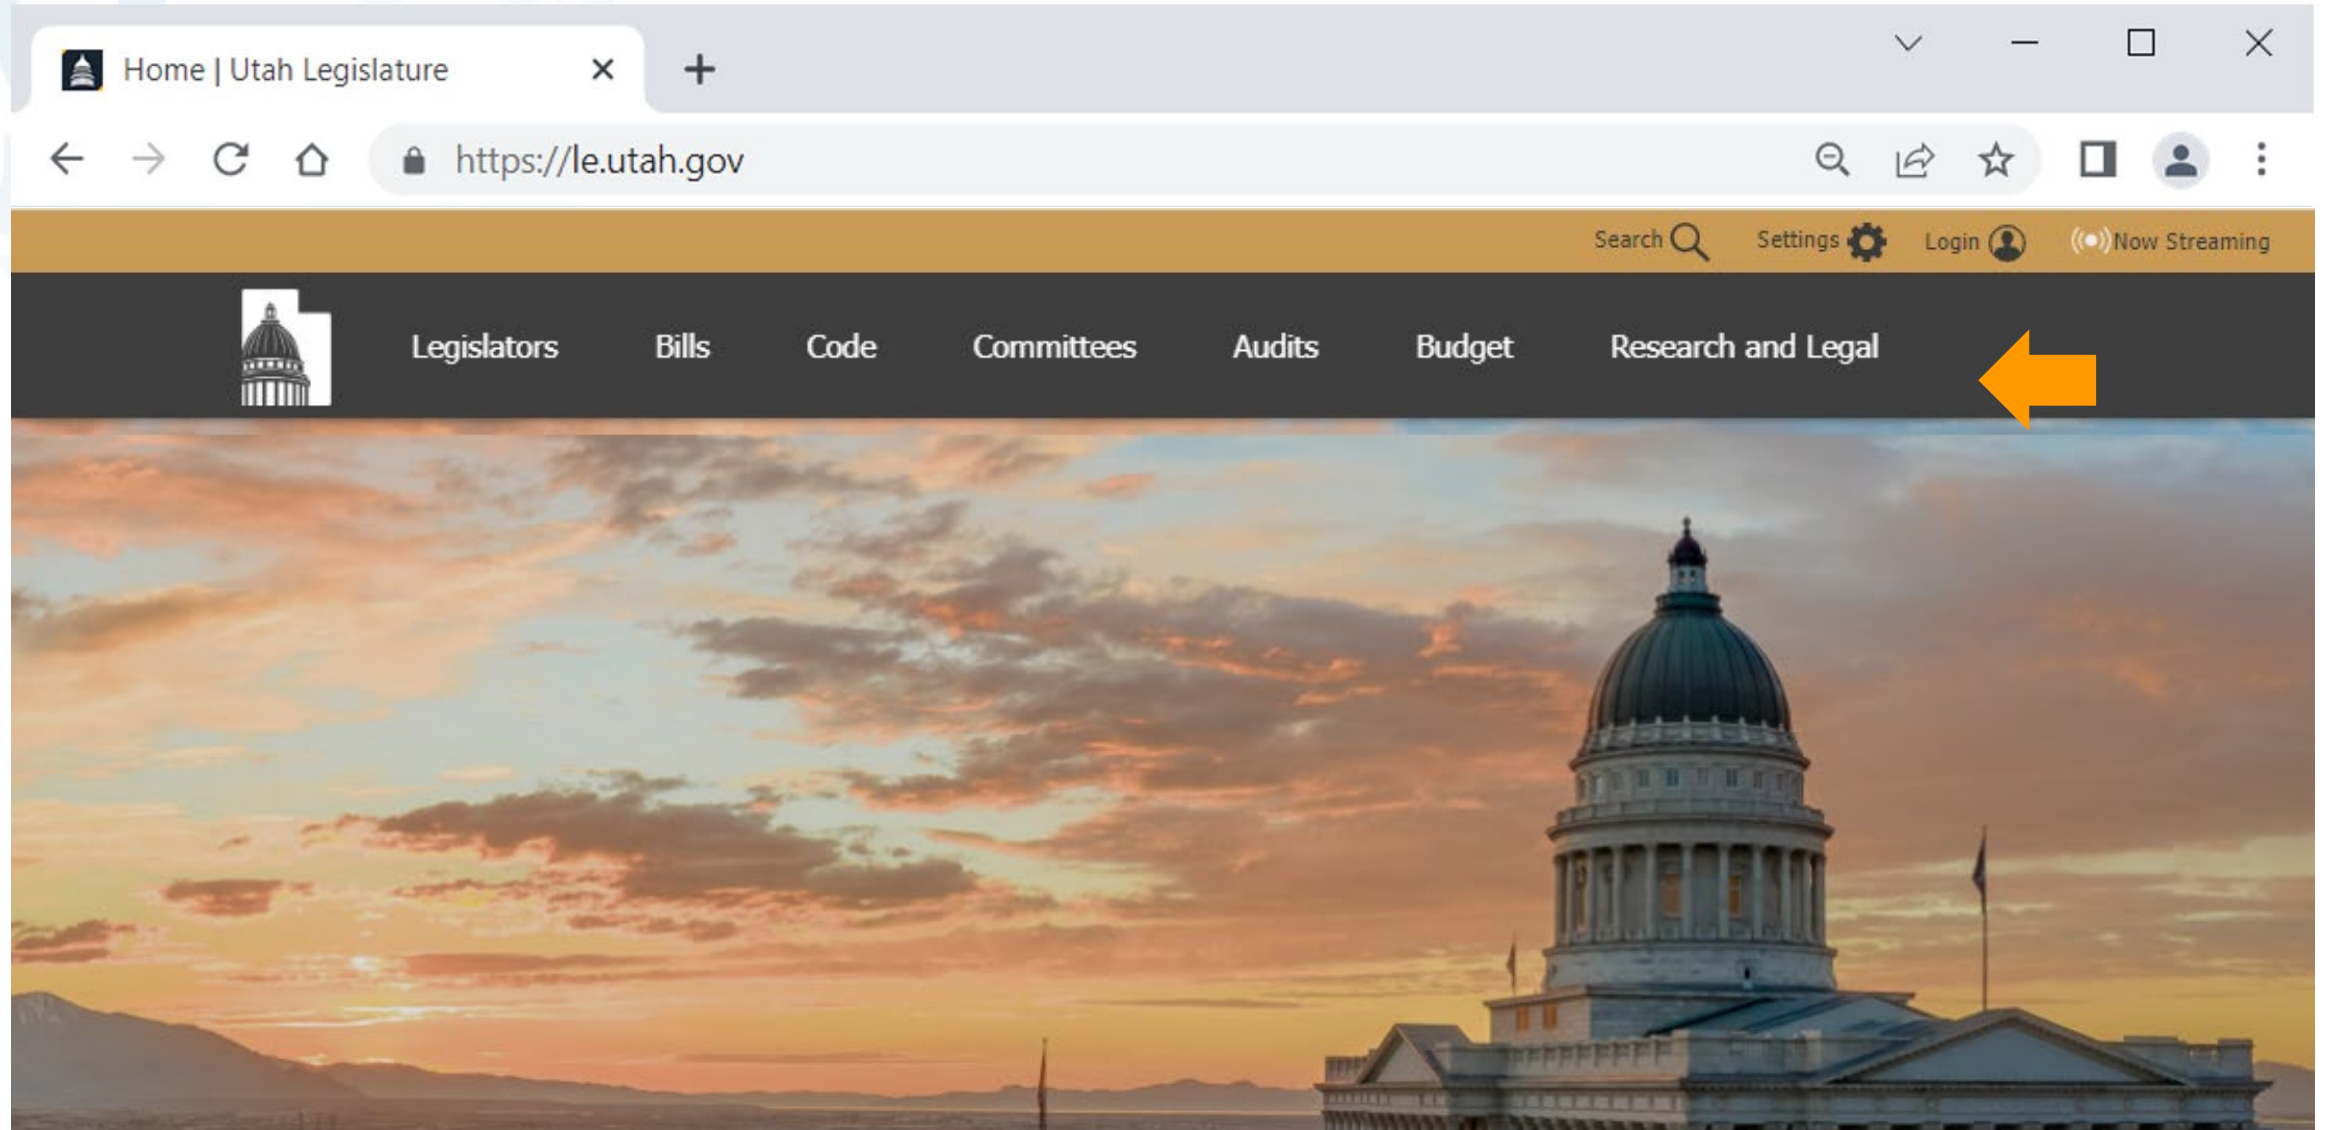 Home | Utah Legislature
https://le.utah.gov
Search Settings Login Now Streaming
Legislators Bills Code Committees Audits Budget Research and Legal